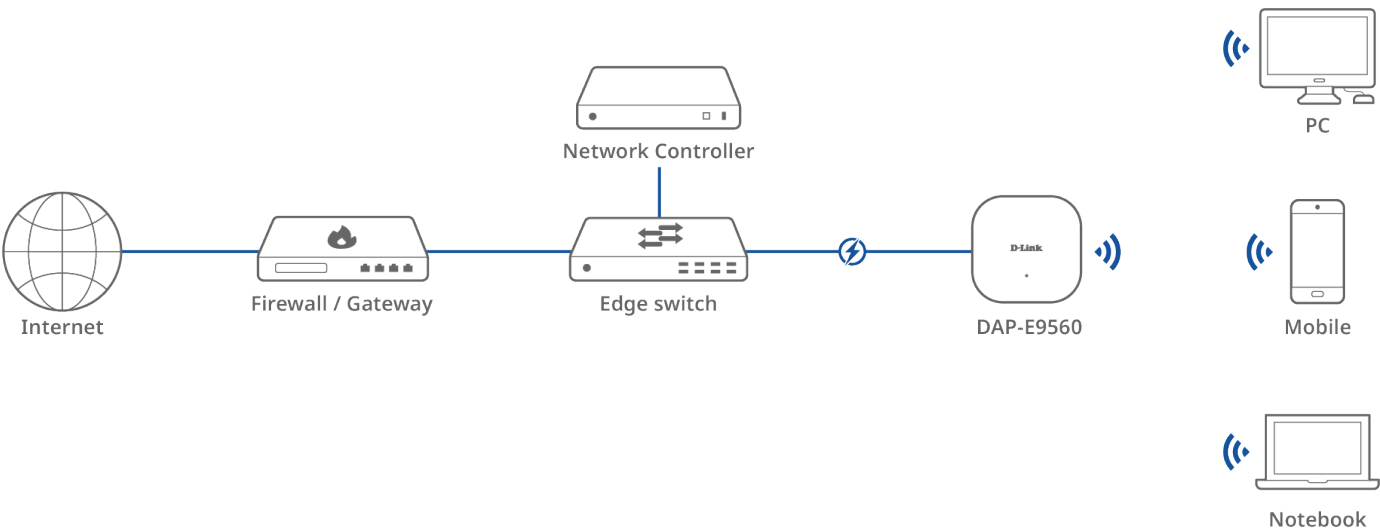 PC
Network Controller
D-Link
Internet
Firewall / Gateway
Edge switch
DAP-E9560
Mobile
Notebook